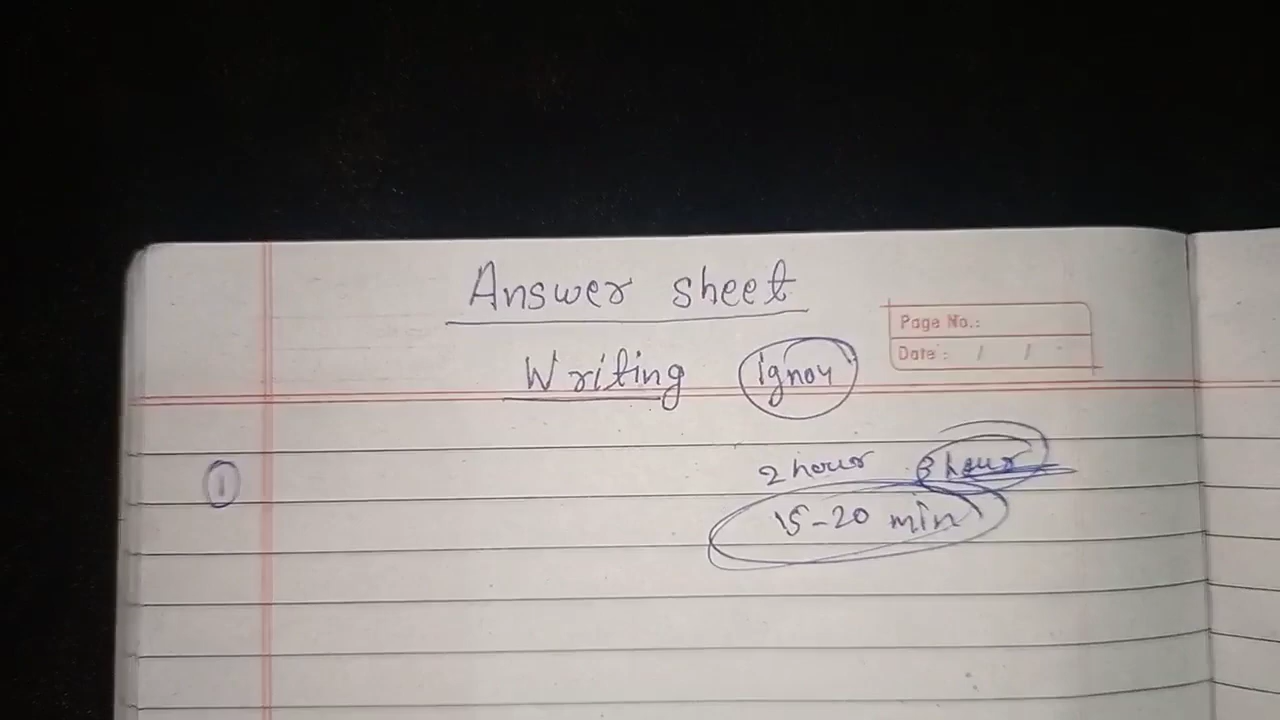 Answer sheet
Page No.:
Date: / /
Writing ignou
① 2 hour 3 hour
15-20 min